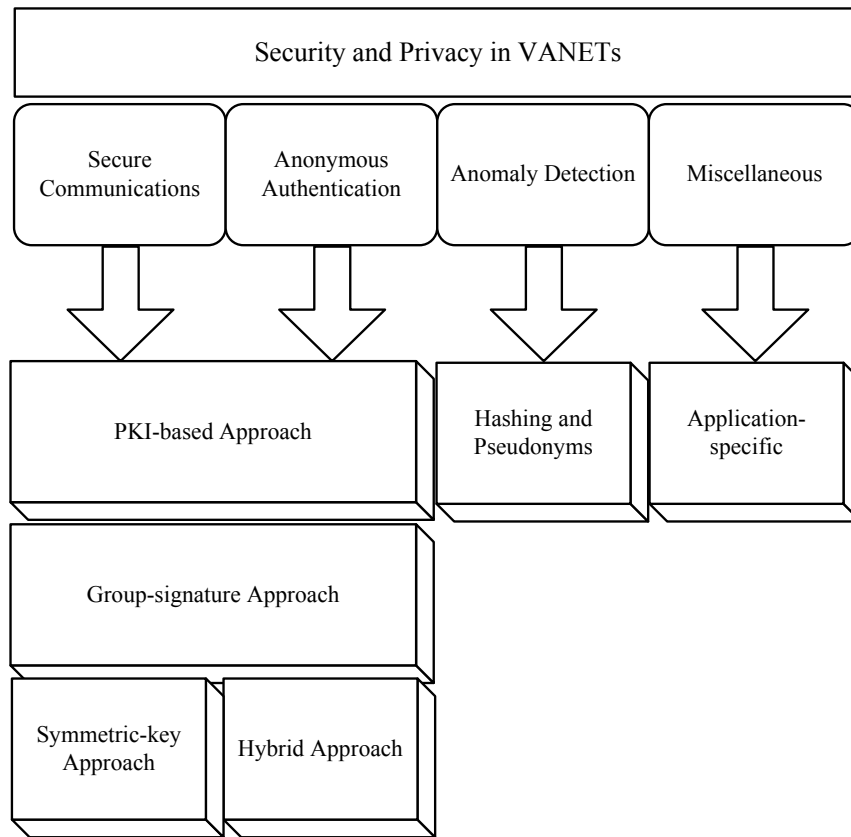 Security and Privacy in VANETs
Secure
Communications
Anonymous
Authentication
Anomaly Detection
Miscellaneous
PKI-based Approach
Hashing and
Pseudonyms
Application-
specific
Group-signature Approach
Symmetric-key
Approach
Hybrid Approach